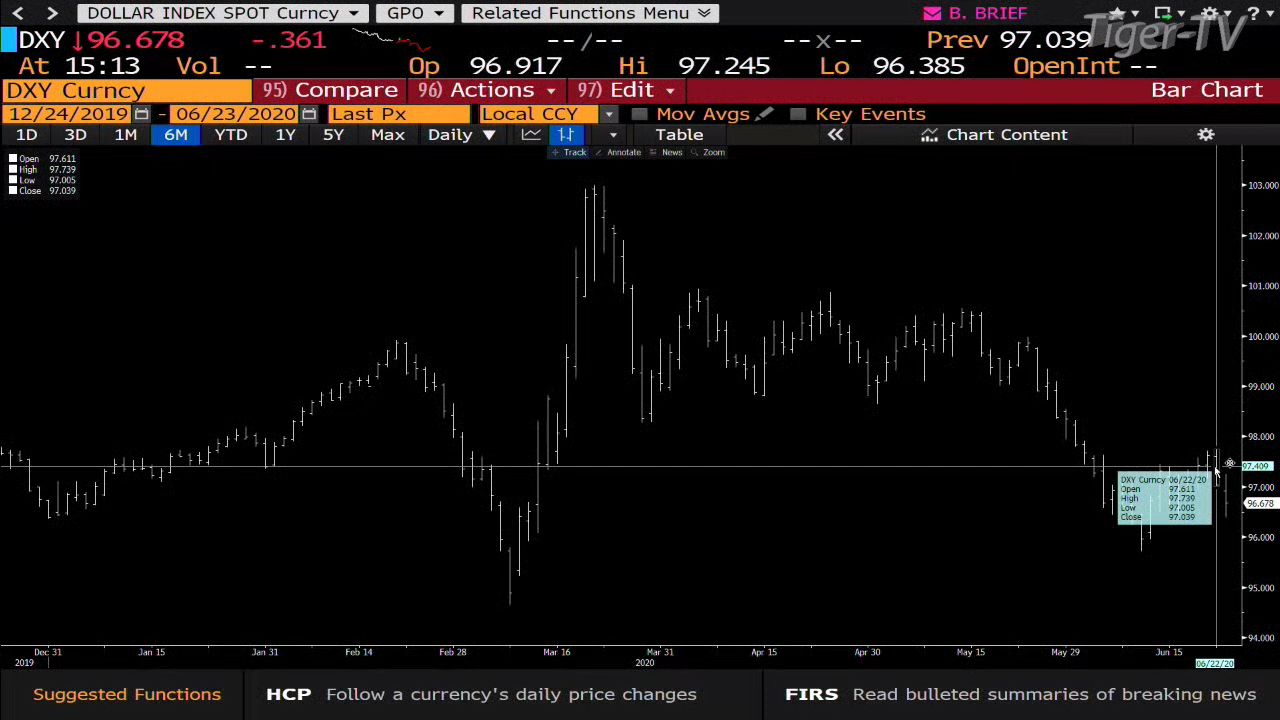 DOLLAR INDEX SPOT Curncy GPO Related Functions Menu B. BRIEF ?
Tiger-TV
DXY ↓96.678 -.361 --/-- --x-- Prev 97.039
At 15:13 Vol -- Op 96.917 Hi 97.245 Lo 96.385 OpenInt --
DXY Curncy 95) Compare 96) Actions 97) Edit Bar Chart
12/24/2019 - 06/23/2020 Last Px Local CCY Mov Avgs Key Events
1D 3D 1M 6M YTD 1Y 5Y Max Daily ▼ Table « Chart Content
+ Track Annotate News Zoom
Open 97.611
High 97.739
Low 97.005
Close 97.039
103.000
102.000
101.000
100.000
99.000
98.000
97.409
97.000
96.678
96.000
95.000
94.000
DXY Curncy 06/22/20
Open 97.611
High 97.739
Low 97.005
Close 97.039
Dec 31 Jan 15 Jan 31 Feb 14 Feb 28 Mar 16 Mar 31 Apr 15 Apr 30 May 15 May 29 Jun 15
2019 2020 06/22/20
Suggested Functions HCP Follow a currency's daily price changes FIRS Read bulleted summaries of breaking news